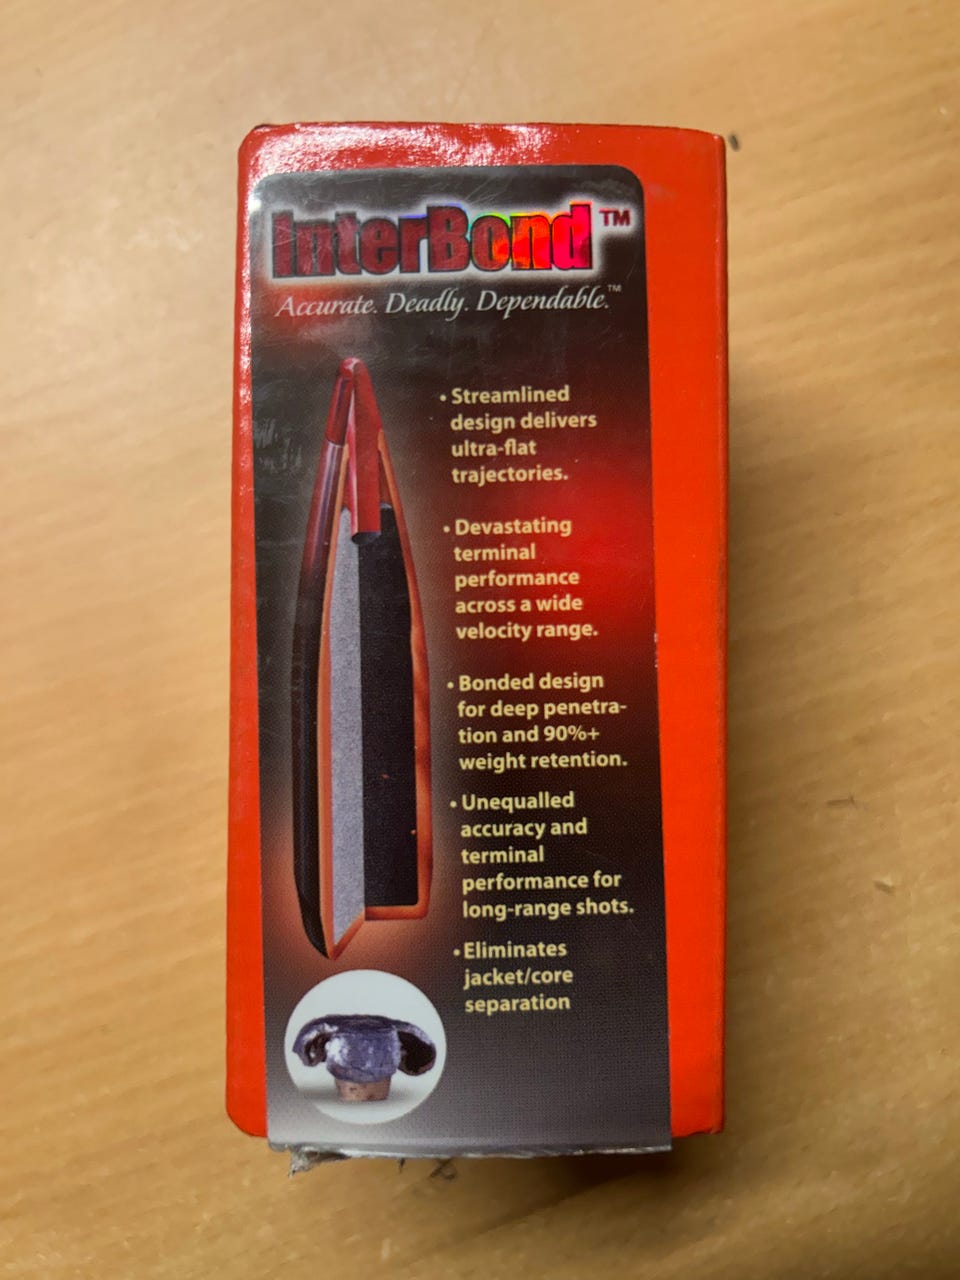 InterBond™
Accurate. Deadly. Dependable.™
• Streamlined
design delivers
ultra-flat
trajectories.
• Devastating
terminal
performance
across a wide
velocity range.
• Bonded design
for deep penetra-
tion and 90%+
weight retention.
• Unequalled
accuracy and
terminal
performance for
long-range shots.
• Eliminates
jacket/core
separation